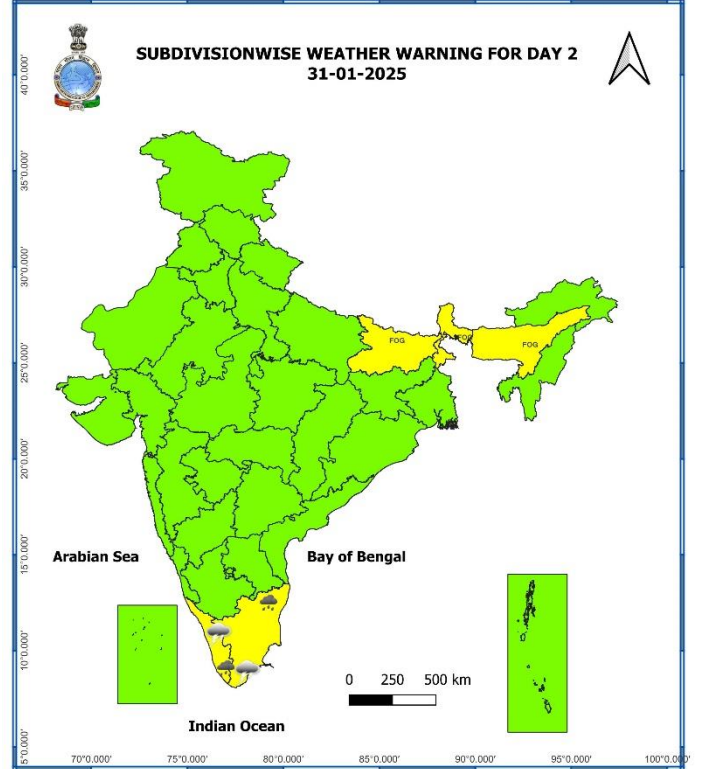 SUBDIVISIONWISE WEATHER WARNING FOR DAY 2
31-01-2025
40°0.000'
35°0.000'
30°0.000'
25°0.000'
20°0.000'
15°0.000'
10°0.000'
5°0.000'
FOG
FOG
FOG
Arabian Sea
Bay of Bengal
0 250 500 km
Indian Ocean
70°0.000' 75°0.000' 80°0.000' 85°0.000' 90°0.000' 95°0.000' 100°0.000'